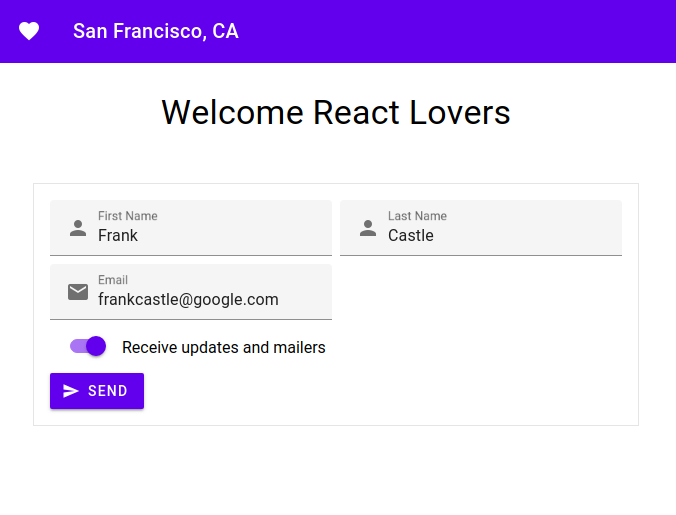 San Francisco, CA
Welcome React Lovers
First Name
Frank
Last Name
Castle
Email
frankcastle@google.com
Receive updates and mailers
SEND